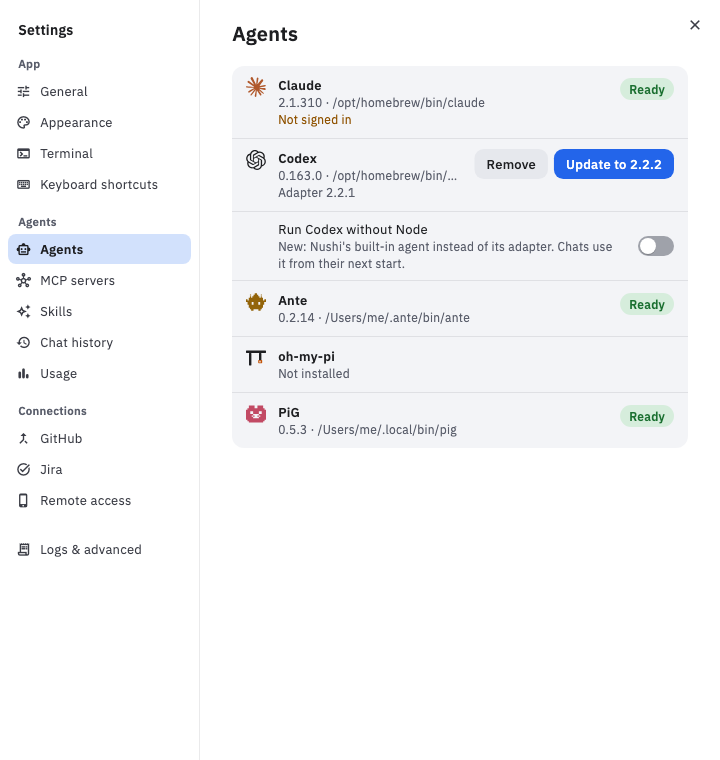 Settings
App
General
Appearance
Terminal
Keyboard shortcuts
Agents
Agents
MCP servers
Skills
Chat history
Usage
Connections
GitHub
Jira
Remote access
Logs & advanced
Agents
Claude
2.1.310 · /opt/homebrew/bin/claude
Not signed in
Ready
Codex
0.163.0 · /opt/homebrew/bin/...
Adapter 2.2.1
Remove
Update to 2.2.2
Run Codex without Node
New: Nushi's built-in agent instead of its adapter. Chats use
it from their next start.
Ante
0.2.14 · /Users/me/.ante/bin/ante
Ready
oh-my-pi
Not installed
PiG
0.5.3 · /Users/me/.local/bin/pig
Ready